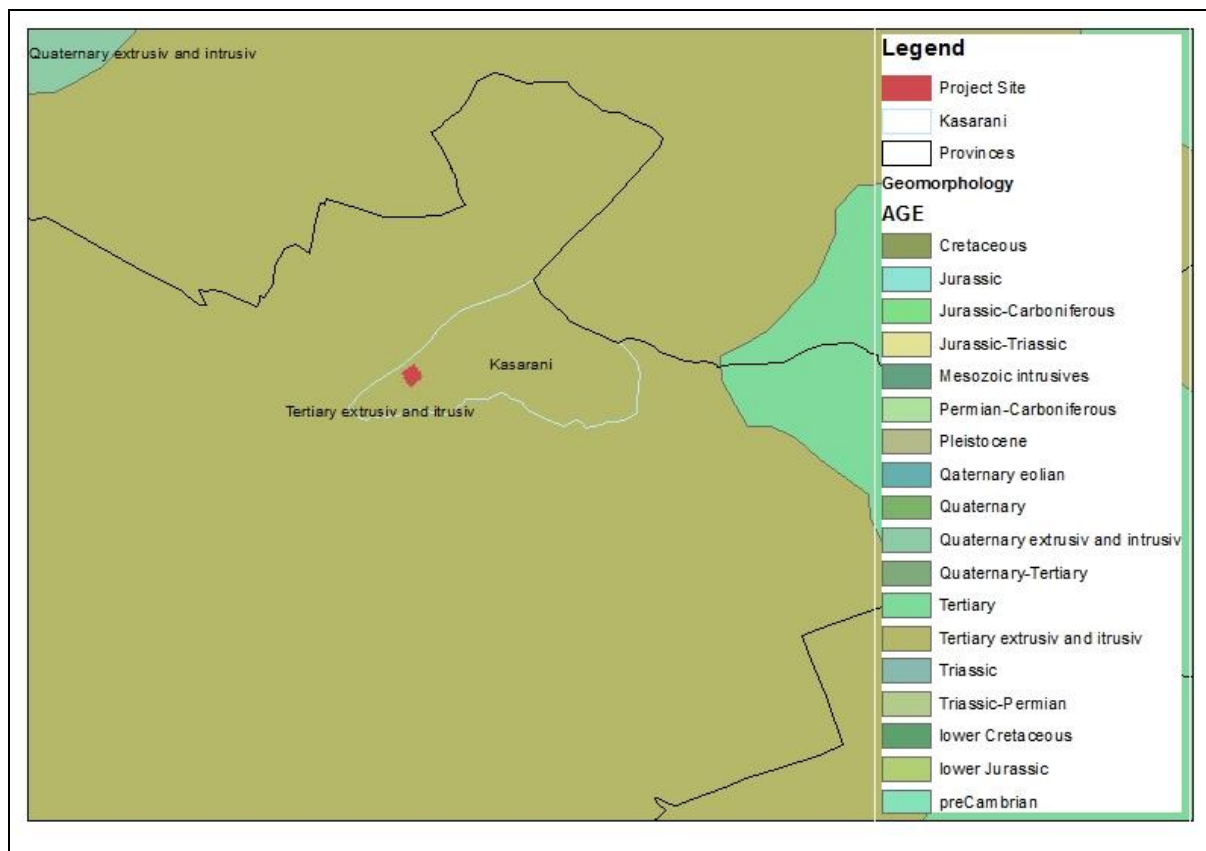 Quaternary extrusiv and intrusiv
Kasarani
Tertiary extrusiv and itrusiv
Legend
Project Site
Kasarani
Provinces
Geomorphology
AGE
Cretaceous
Jurassic
Jurassic-Carboniferous
Jurassic-Triassic
Mesozoic intrusives
Permian-Carboniferous
Pleistocene
Qaternary eolian
Quaternary
Quaternary extrusiv and intrusiv
Quaternary-Tertiary
Tertiary
Tertiary extrusiv and itrusiv
Triassic
Triassic-Permian
lower Cretaceous
lower Jurassic
preCambrian